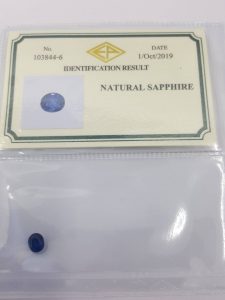 No. DATE
103844-6 1/Oct/2019
IDENTIFICATION RESULT
NATURAL SAPPHIRE